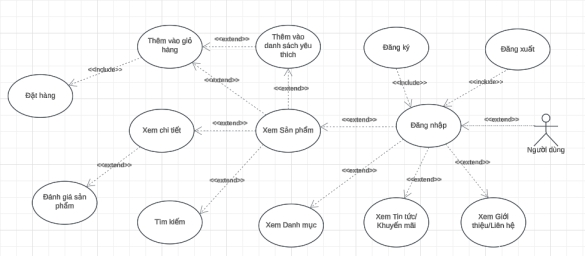 <<extend>>
Thêm vào giỏ
hàng
<<extend>>
Thêm vào
danh sách yêu
thích
Đăng ký
Đăng xuất
<<include>>
<<extend>>
<<extend>>
<<include>>
<<include>>
Đặt hàng
Xem chi tiết
<<extend>>
Xem Sản phẩm
<<extend>>
Đăng nhập
<<extend>>
Người dùng
<<extend>>
<<extend>>
<<extend>>
<<extend>>
<<extend>>
Đánh giá sản
phẩm
Tìm kiếm
Xem Danh mục
Xem Tin tức/
Khuyến mãi
Xem Giới
thiệu/Liên hệ